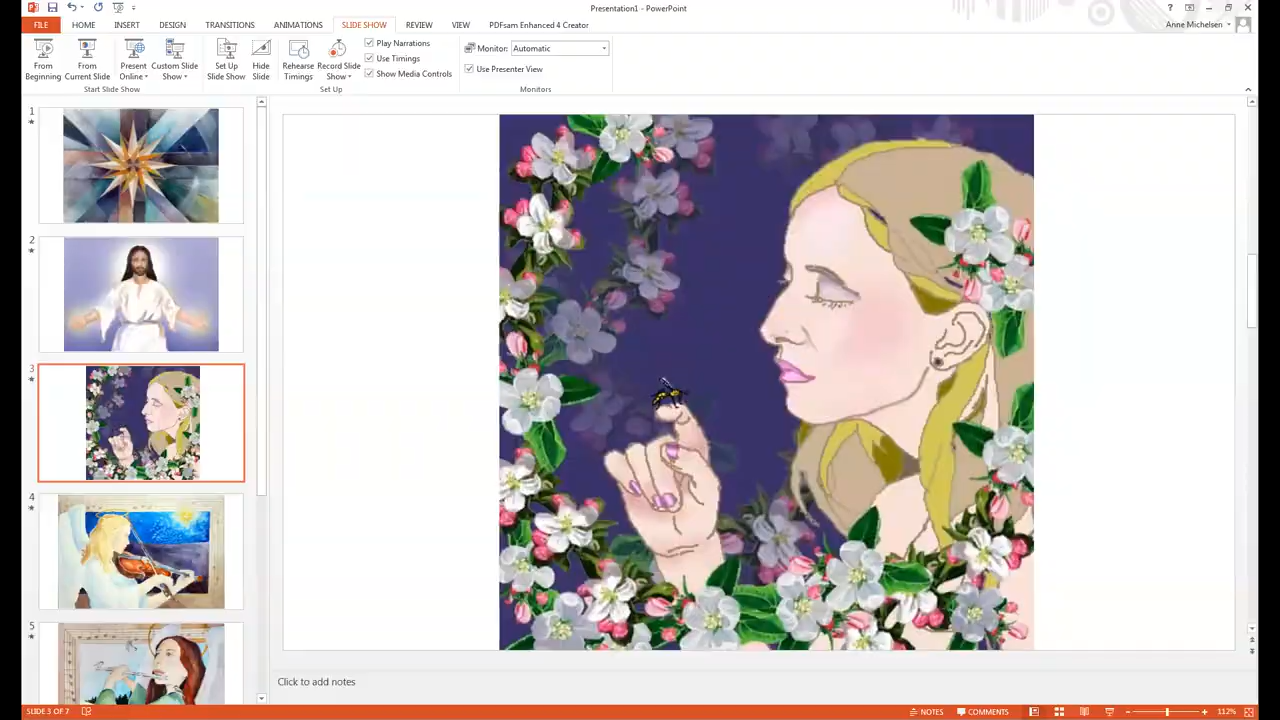 Presentation1 - PowerPoint
FILE HOME INSERT DESIGN TRANSITIONS ANIMATIONS SLIDE SHOW REVIEW VIEW PDFsam Enhanced 4 Creator
Anne Michelsen
From Beginning
From Current Slide
Present Online
Custom Slide Show
Set Up Slide Show
Hide Slide
Rehearse Timings
Record Slide Show
Play Narrations
Use Timings
Show Media Controls
Monitor: Automatic
Use Presenter View
Start Slide Show
Set Up
Monitors
1
2
3
4
5
Click to add notes
SLIDE 3 OF 7
NOTES COMMENTS 112%